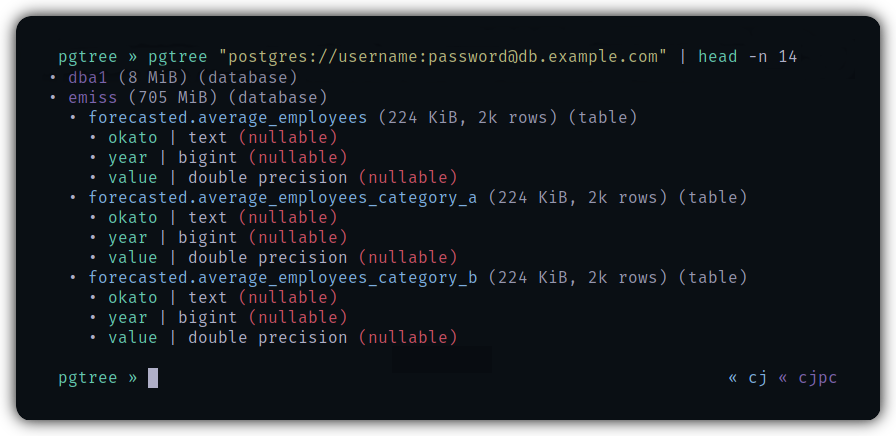 pgtree » pgtree "postgres://username:password@db.example.com" | head -n 14
• dba1 (8 MiB) (database)
• emiss (705 MiB) (database)
• forecasted.average_employees (224 KiB, 2k rows) (table)
• okato | text (nullable)
• year | bigint (nullable)
• value | double precision (nullable)
• forecasted.average_employees_category_a (224 KiB, 2k rows) (table)
• okato | text (nullable)
• year | bigint (nullable)
• value | double precision (nullable)
• forecasted.average_employees_category_b (224 KiB, 2k rows) (table)
• okato | text (nullable)
• year | bigint (nullable)
• value | double precision (nullable)
pgtree » « cj « cjpc